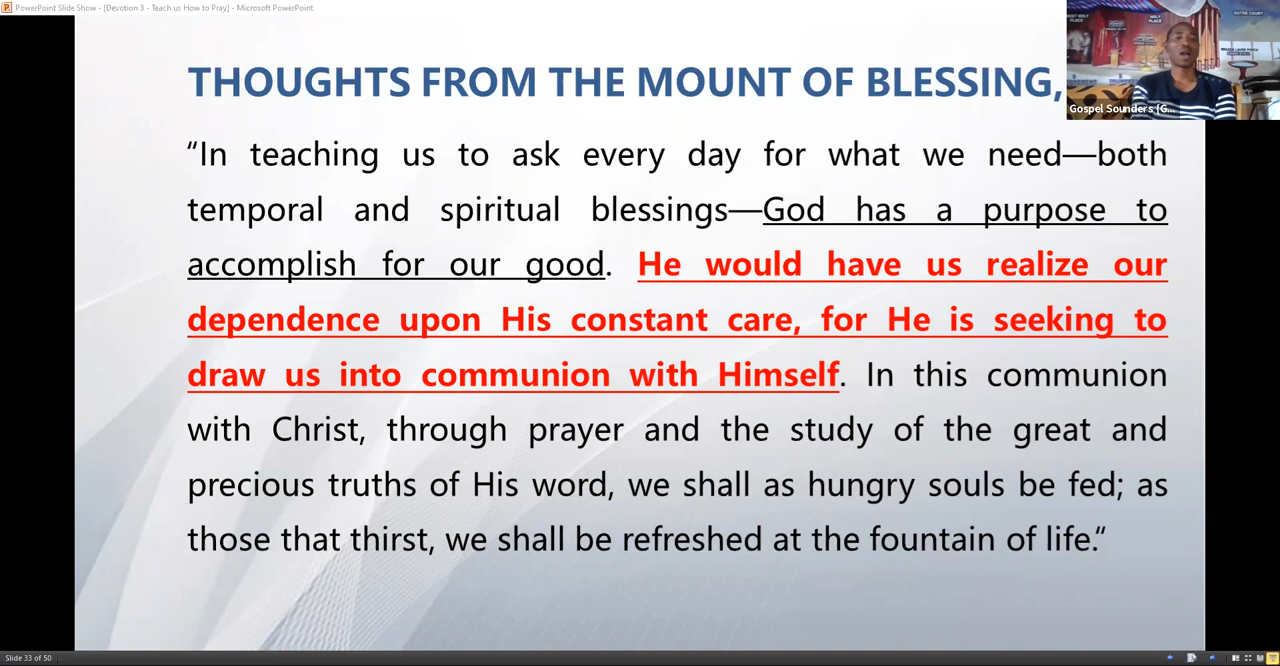 PowerPoint Slide Show - [Devotion 3 - Teach us How to Pray] - Microsoft PowerPoint
THOUGHTS FROM THE MOUNT OF BLESSING,
“In teaching us to ask every day for what we need—both
temporal and spiritual blessings—God has a purpose to
accomplish for our good. He would have us realize our
dependence upon His constant care, for He is seeking to
draw us into communion with Himself. In this communion
with Christ, through prayer and the study of the great and
precious truths of His word, we shall as hungry souls be fed; as
those that thirst, we shall be refreshed at the fountain of life.“
HOLY
PLACE
OUTER COURT
Gospel Sounders (G...
Slide 33 of 50